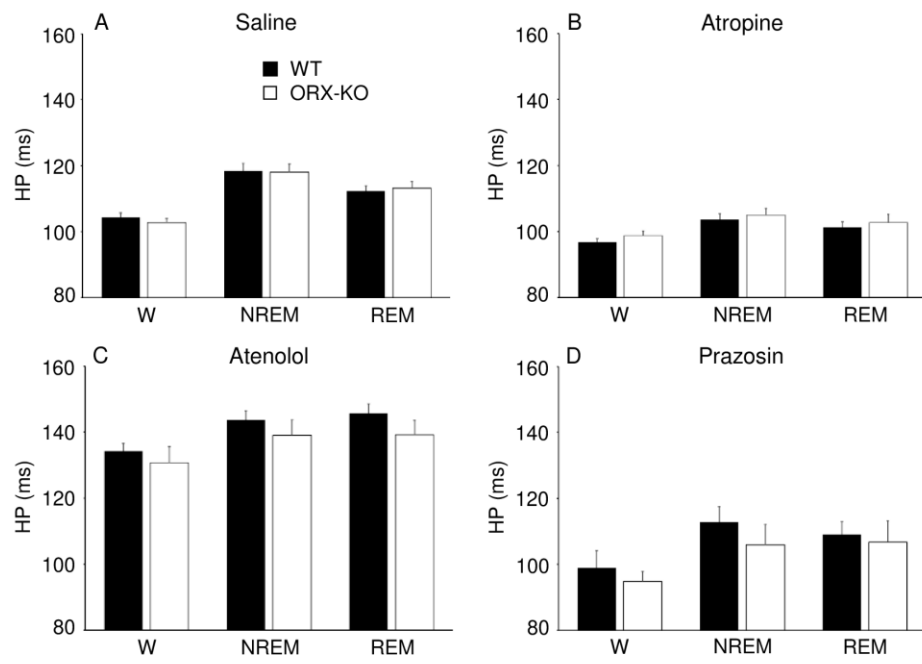 A Saline
160
140
120
100
80
HP (ms)
WT
ORX-KO
W NREM REM
B Atropine
160
140
120
100
80
HP (ms)
W NREM REM
C Atenolol
160
140
120
100
80
HP (ms)
W NREM REM
D Prazosin
160
140
120
100
80
HP (ms)
W NREM REM